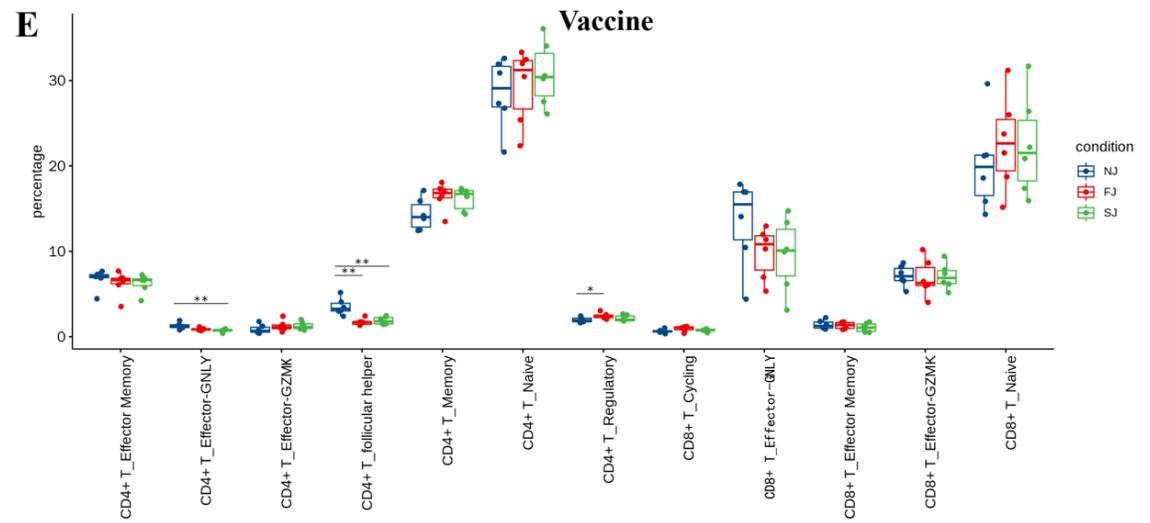 E
Vaccine
percentage
30
20
10
0
**
**
**
*
condition
NJ
FJ
SJ
CD4+ T_Effector Memory
CD4+ T_Effector-GNLY
CD4+ T_Effector-GZMK
CD4+ T_follicular helper
CD4+ T_Memory
CD4+ T_Naive
CD4+ T_Regulatory
CD8+ T_Cycling
CD8+ T_Effector-GNLY
CD8+ T_Effector Memory
CD8+ T_Effector-GZMK
CD8+ T_Naive